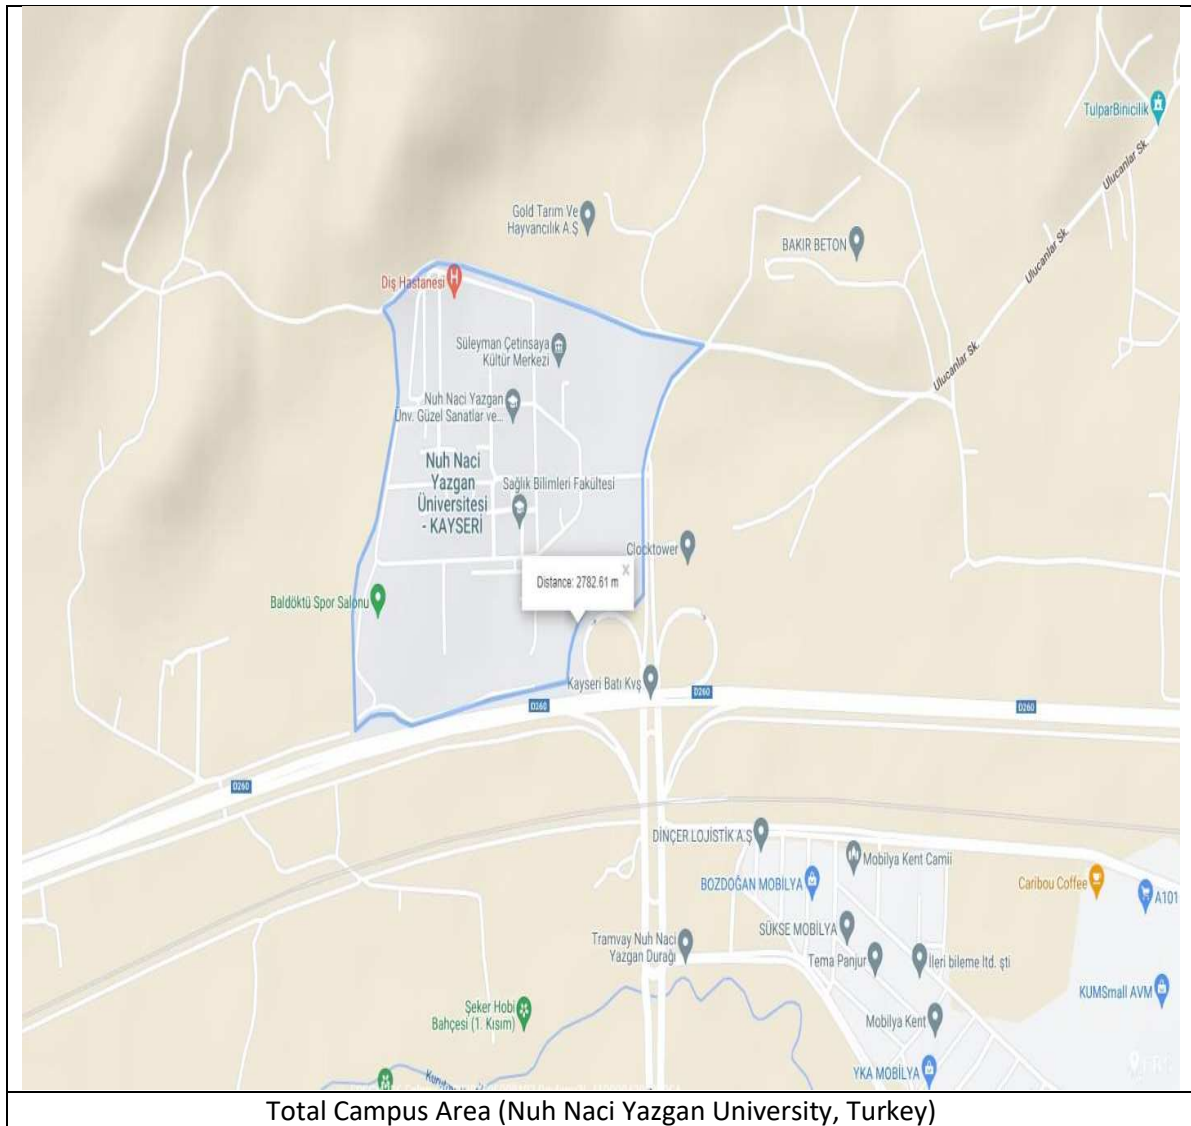 TulparBinicilik
Ulucanlar Sk.
Gold Tarım Ve
Hayvancılık A.Ş
BAKIR BETON
Ulucanlar Sk.
Diş Hastanesi
Süleyman Çetinsaya
Kültür Merkezi
Ulucanlar Sk.
Nuh Naci Yazgan
Ünv. Güzel Sanatlar ve...
Nuh Naci
Yazgan
Üniversitesi
- KAYSERİ
Sağlık Bilimleri Fakültesi
Clocktower
Distance: 2782.61 m
Baldöktü Spor Salonu
Kayseri Batı Kvş
D260
D260
D260
D260
DİNÇER LOJİSTİK A.Ş
Mobilya Kent Camii
BOZDOĞAN MOBİLYA
Caribou Coffee
A101
SÜKSE MOBİLYA
Tramvay Nuh Naci
Yazgan Durağı
Tema Panjur
İleri bileme ltd. şti
KUMSmall AVM
Şeker Hobi
Bahçesi (1. Kısım)
Mobilya Kent
YKA MOBİLYA
Total Campus Area (Nuh Naci Yazgan University, Turkey)